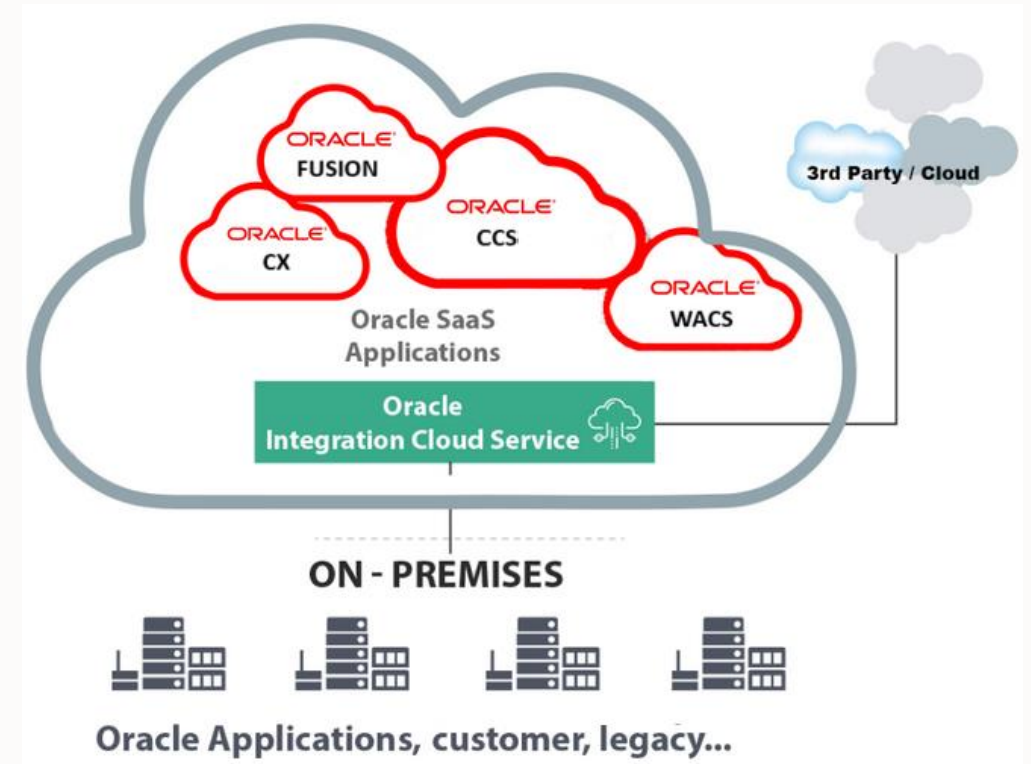 ORACLE
FUSION
ORACLE
CX
ORACLE
CCS
ORACLE
WACS
3rd Party / Cloud
Oracle SaaS
Applications
Oracle
Integration Cloud Service
ON - PREMISES
Oracle Applications, customer, legacy...